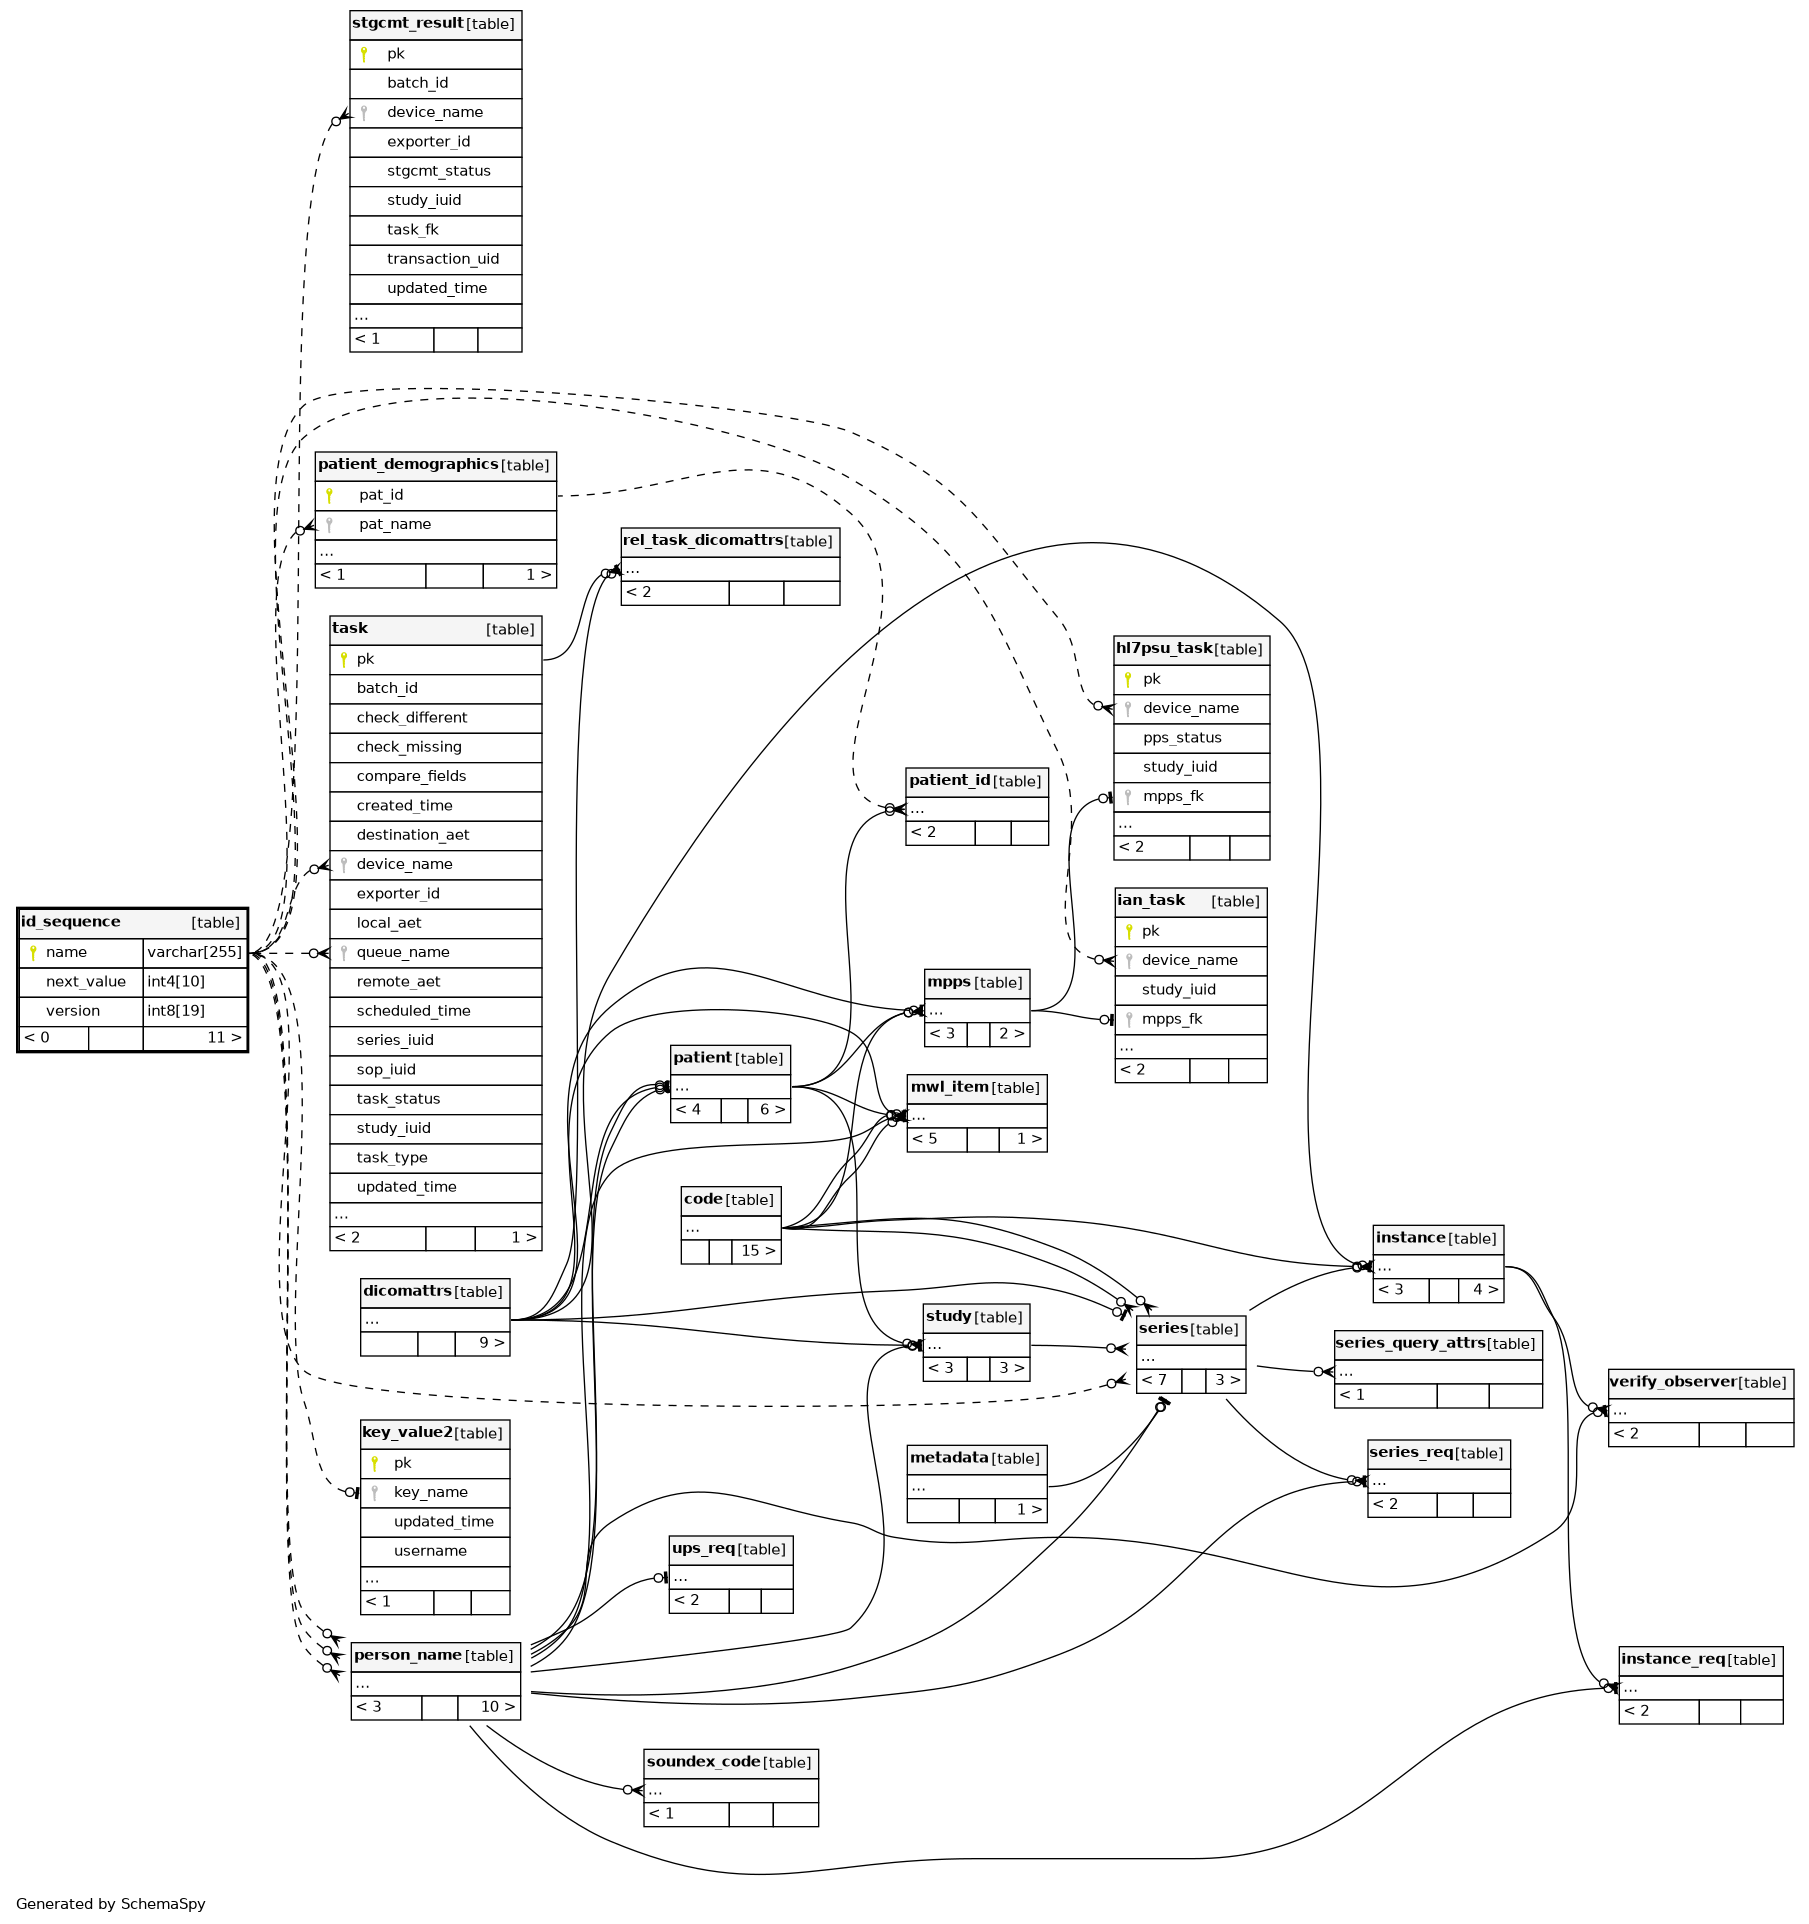 stgcmt_result [table]
pk
batch_id
device_name
exporter_id
stgcmt_status
study_iuid
task_fk
transaction_uid
updated_time
...
< 1
patient_demographics [table]
pat_id
pat_name
...
< 1 1 >
rel_task_dicomattrs [table]
...
< 2
task [table]
pk
batch_id
check_different
check_missing
compare_fields
created_time
destination_aet
device_name
exporter_id
local_aet
queue_name
remote_aet
scheduled_time
series_iuid
sop_iuid
task_status
study_iuid
task_type
updated_time
...
< 2 1 >
hl7psu_task [table]
pk
device_name
pps_status
study_iuid
mpps_fk
...
< 2
patient_id [table]
...
< 2
ian_task [table]
pk
device_name
study_iuid
mpps_fk
...
< 2
id_sequence [table]
name varchar[255]
next_value int4[10]
version int8[19]
< 0 11 >
mpps [table]
...
< 3 2 >
patient [table]
...
< 4 6 >
mwl_item [table]
...
< 5 1 >
code [table]
...
15 >
instance [table]
...
< 3 4 >
dicomattrs [table]
...
9 >
study [table]
...
< 3 3 >
series [table]
...
< 7 3 >
series_query_attrs [table]
...
< 1
verify_observer [table]
...
< 2
key_value2 [table]
pk
key_name
updated_time
username
...
< 1
metadata [table]
...
1 >
series_req [table]
...
< 2
ups_req [table]
...
< 2
person_name [table]
...
< 3 10 >
instance_req [table]
...
< 2
soundex_code [table]
...
< 1
Generated by SchemaSpy